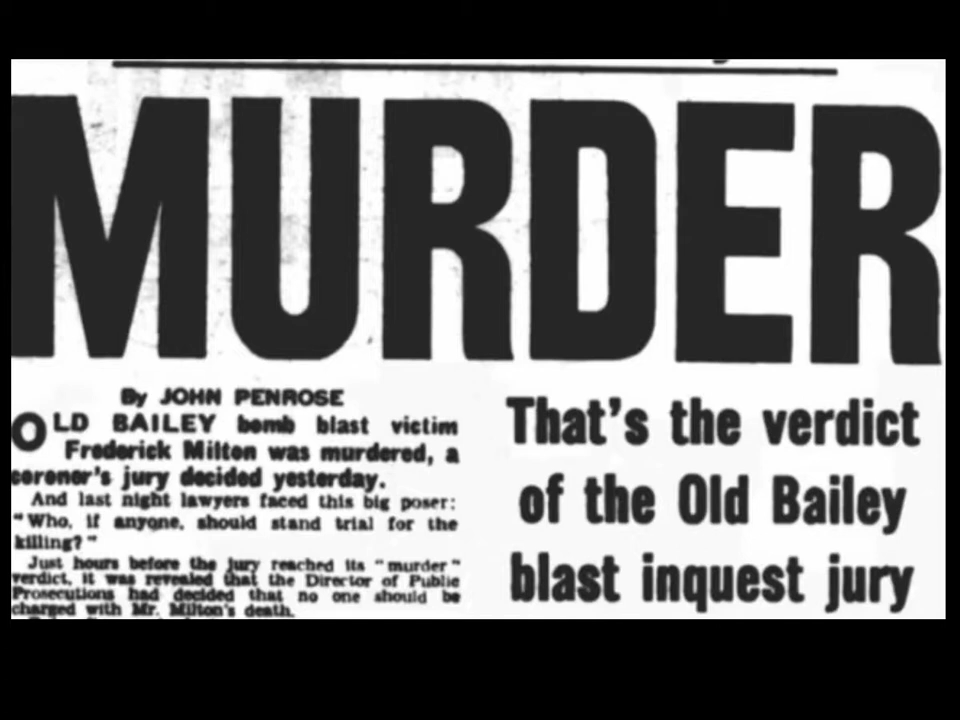 MURDER
By JOHN PENROSE
OLD BAILEY bomb blast victim
Frederick Milton was murdered, a
coroner's jury decided yesterday.
And last night lawyers faced this big poser:
"Who, if anyone, should stand trial for the
killing?"
Just hours before the jury reached its "murder"
verdict, it was revealed that the Director of Public
Prosecutions had decided that no one should be
charged with Mr. Milton's death.
That's the verdict
of the Old Bailey
blast inquest jury